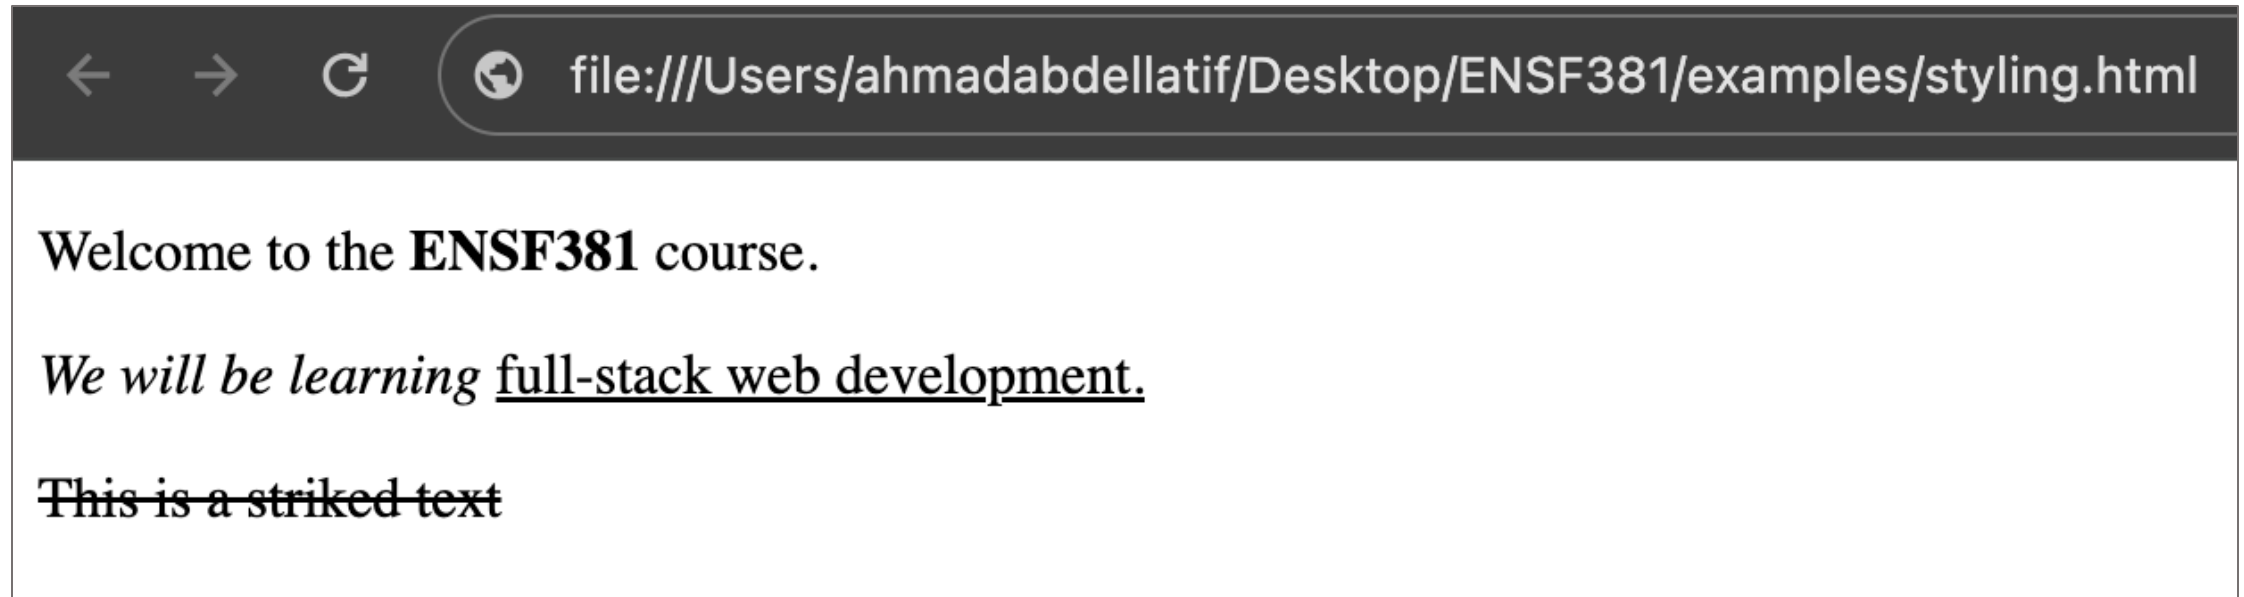 file:///Users/ahmadabdellatif/Desktop/ENSF381/examples/styling.html
Welcome to the ENSF381 course.
We will be learning full-stack web development.
This is a striked text